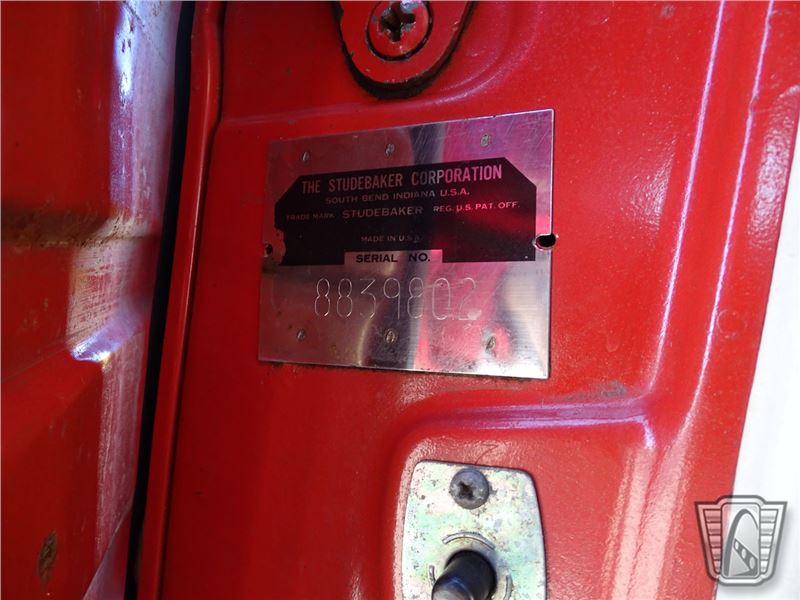 THE STUDEBAKER CORPORATION
SOUTH BEND INDIANA U.S.A.
TRADE MARK STUDEBAKER REG. U.S. PAT. OFF.
MADE IN U.S.A.
SERIAL NO.
8839802